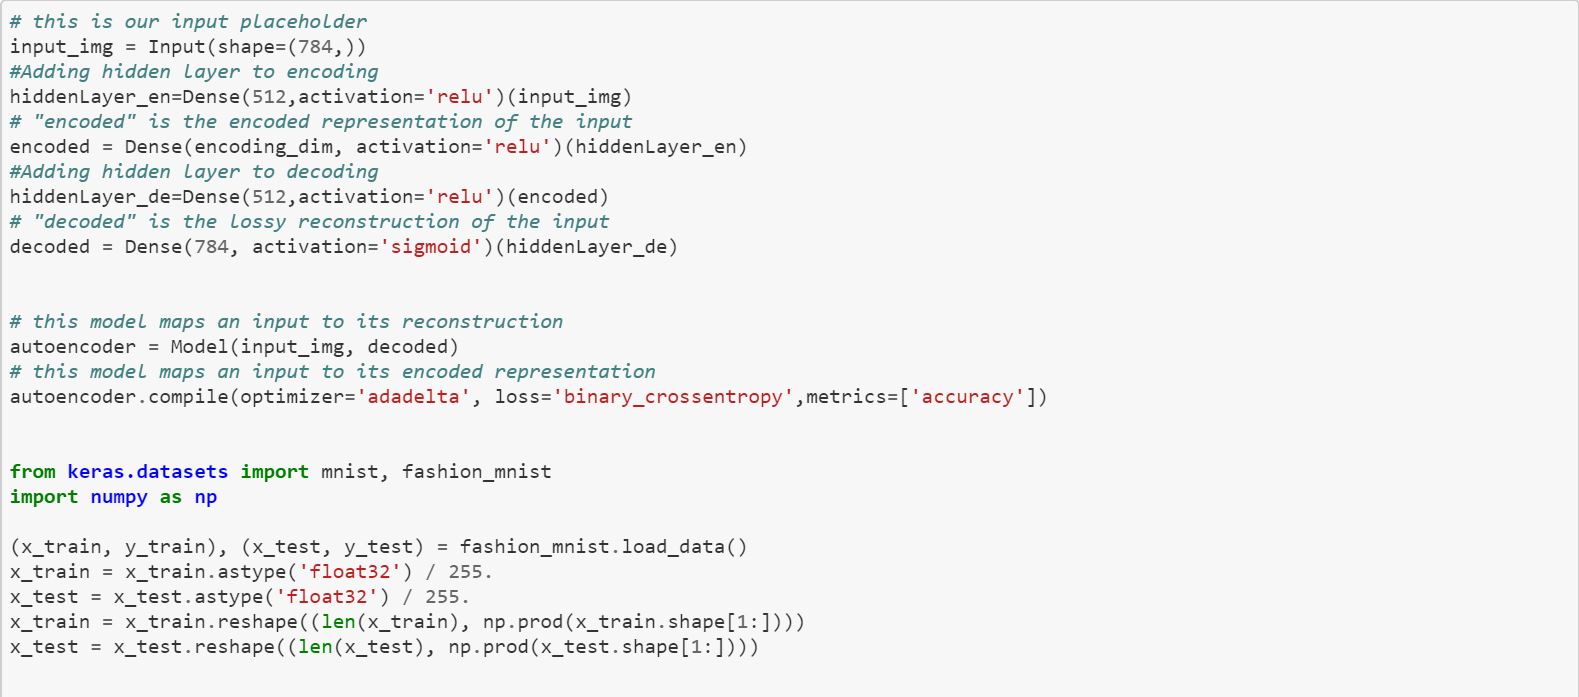 # this is our input placeholder
input_img = Input(shape=(784,))
#Adding hidden layer to encoding
hiddenLayer_en=Dense(512,activation='relu')(input_img)
# "encoded" is the encoded representation of the input
encoded = Dense(encoding_dim, activation='relu')(hiddenLayer_en)
#Adding hidden layer to decoding
hiddenLayer_de=Dense(512,activation='relu')(encoded)
# "decoded" is the lossy reconstruction of the input
decoded = Dense(784, activation='sigmoid')(hiddenLayer_de)
# this model maps an input to its reconstruction
autoencoder = Model(input_img, decoded)
# this model maps an input to its encoded representation
autoencoder.compile(optimizer='adadelta', loss='binary_crossentropy',metrics=['accuracy'])
from keras.datasets import mnist, fashion_mnist
import numpy as np
(x_train, y_train), (x_test, y_test) = fashion_mnist.load_data()
x_train = x_train.astype('float32') / 255.
x_test = x_test.astype('float32') / 255.
x_train = x_train.reshape((len(x_train), np.prod(x_train.shape[1:])))
x_test = x_test.reshape((len(x_test), np.prod(x_test.shape[1:])))